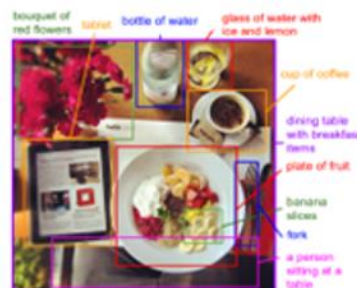 bouquet of
red flowers
tablet
bottle of water
glass of water with
ice and lemon
cup of coffee
dining table
with breakfast
items
plate of fruit
banana
slices
fork
a person
sitting at a
table